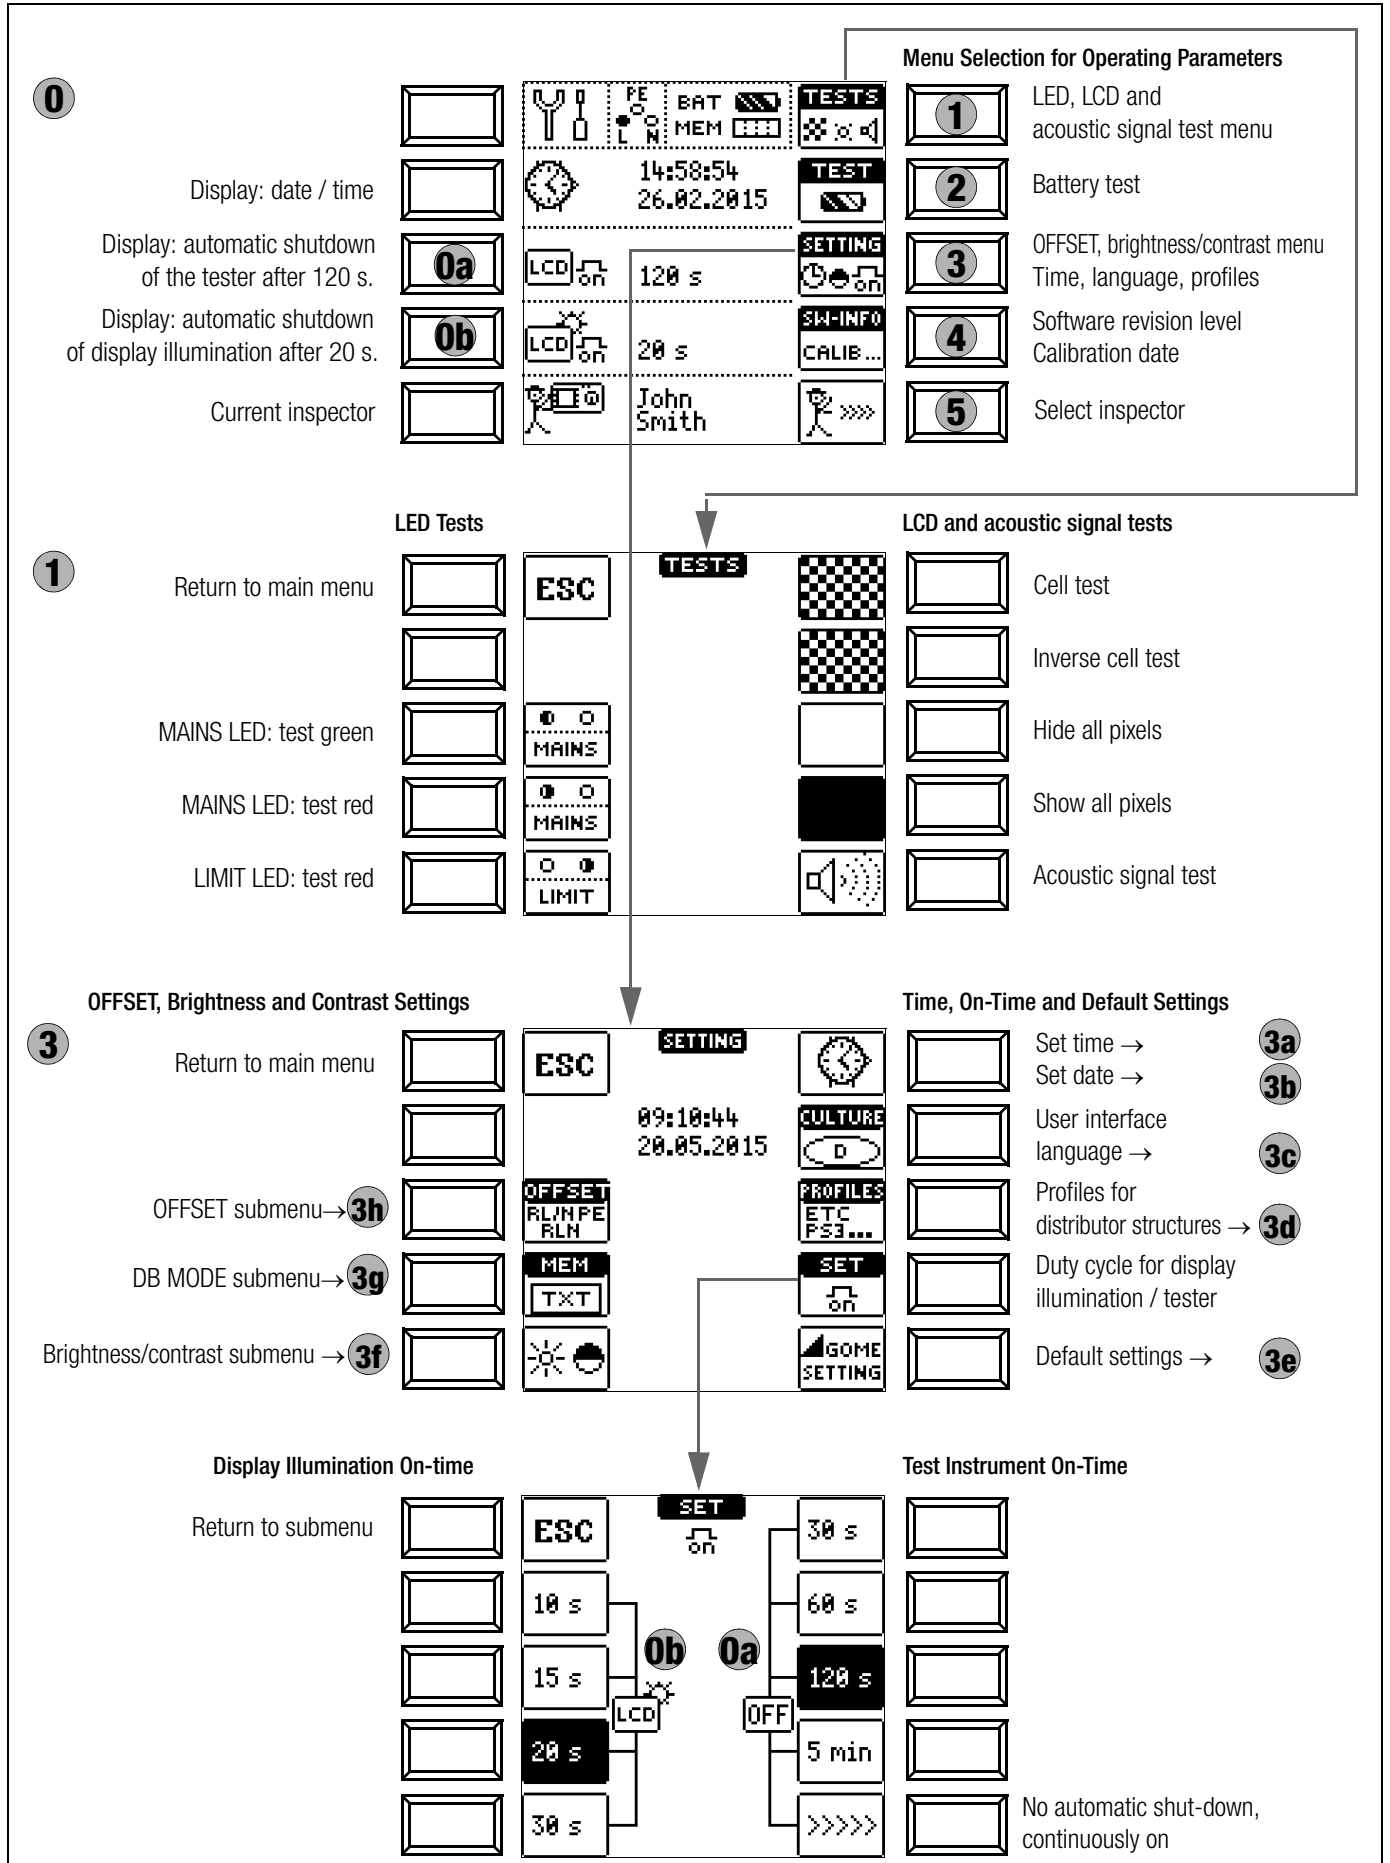 Menu Selection for Operating Parameters
0
PE
L N
BAT
MEM
TESTS
1
LED, LCD and
acoustic signal test menu
Display: date / time
14:58:54
26.02.2015
TEST
2
Battery test
Display: automatic shutdown
of the tester after 120 s.
0a
LCD on
120 s
SETTING
on
3
OFFSET, brightness/contrast menu
Time, language, profiles
Display: automatic shutdown
of display illumination after 20 s.
0b
LCD on
20 s
SW-INFO
CALIB...
4
Software revision level
Calibration date
Current inspector
John
Smith
>>>>
5
Select inspector
LED Tests
LCD and acoustic signal tests
1
Return to main menu
ESC
TESTS
Cell test
Inverse cell test
MAINS LED: test green
MAINS
Hide all pixels
MAINS LED: test red
MAINS
Show all pixels
LIMIT LED: test red
LIMIT
Acoustic signal test
OFFSET, Brightness and Contrast Settings
Time, On-Time and Default Settings
3
Return to main menu
ESC
SETTING
Set time → 3a
Set date → 3b
09:10:44
20.05.2015
CULTURE
D
User interface
language → 3c
OFFSET submenu→ 3h
OFFSET
RL/NPE
RLN
PROFILES
ETC
PS3...
Profiles for
distributor structures → 3d
DB MODE submenu→ 3g
MEM
TXT
SET
on
Duty cycle for display
illumination / tester
Brightness/contrast submenu → 3f
GOME
SETTING
Default settings → 3e
Display Illumination On-time
Test Instrument On-Time
Return to submenu
ESC
SET
on
30 s
10 s
60 s
15 s
0b
0a
120 s
LCD
OFF
20 s
5 min
30 s
>>>>>
No automatic shut-down,
continuously on